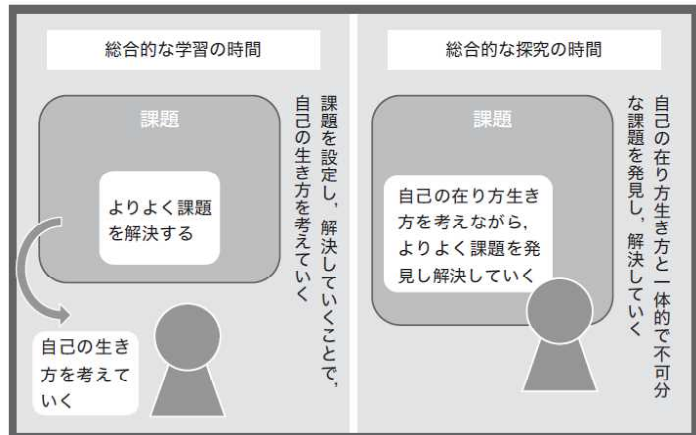 総合的な学習の時間
課題
よりよく課題
を解決する
自己の生き
方を考えて
いく
課題を設定し，解決していくことで，
自己の生き方を考えていく
総合的な探究の時間
課題
自己の在り方生き
方を考えながら，
よりよく課題を発
見し解決していく
自己の在り方生き方と一体的で不可分
な課題を発見し，解決していく